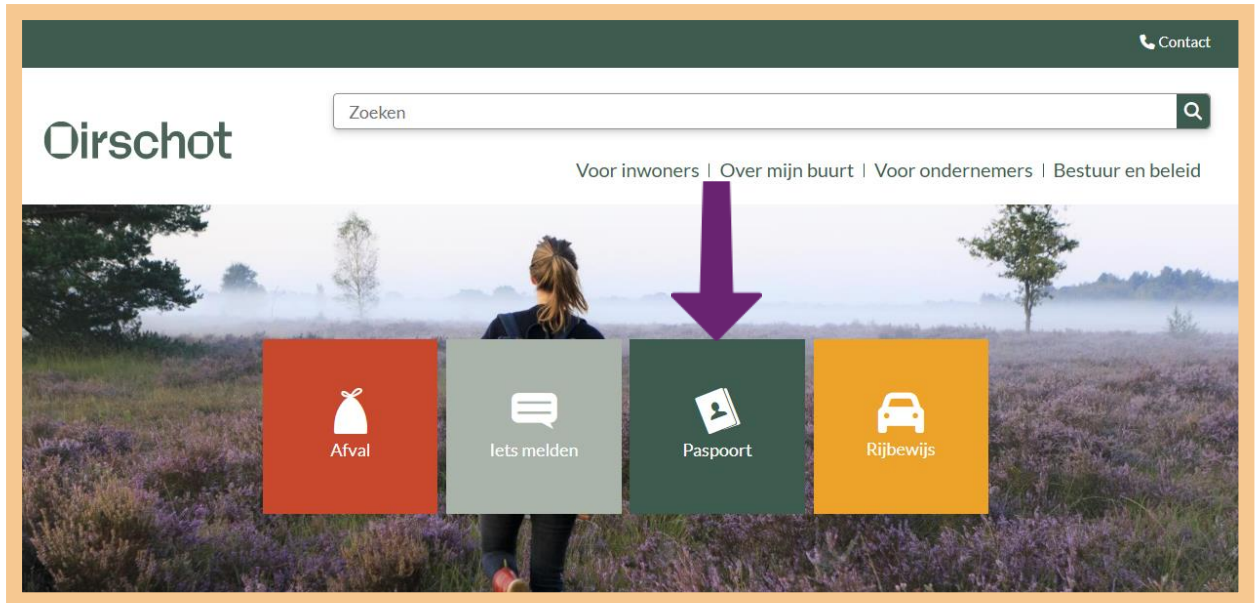 Contact
Zoeken
Oirschot
Voor inwoners | Over mijn buurt | Voor ondernemers | Bestuur en beleid
Afval
Iets melden
Paspoort
Rijbewijs